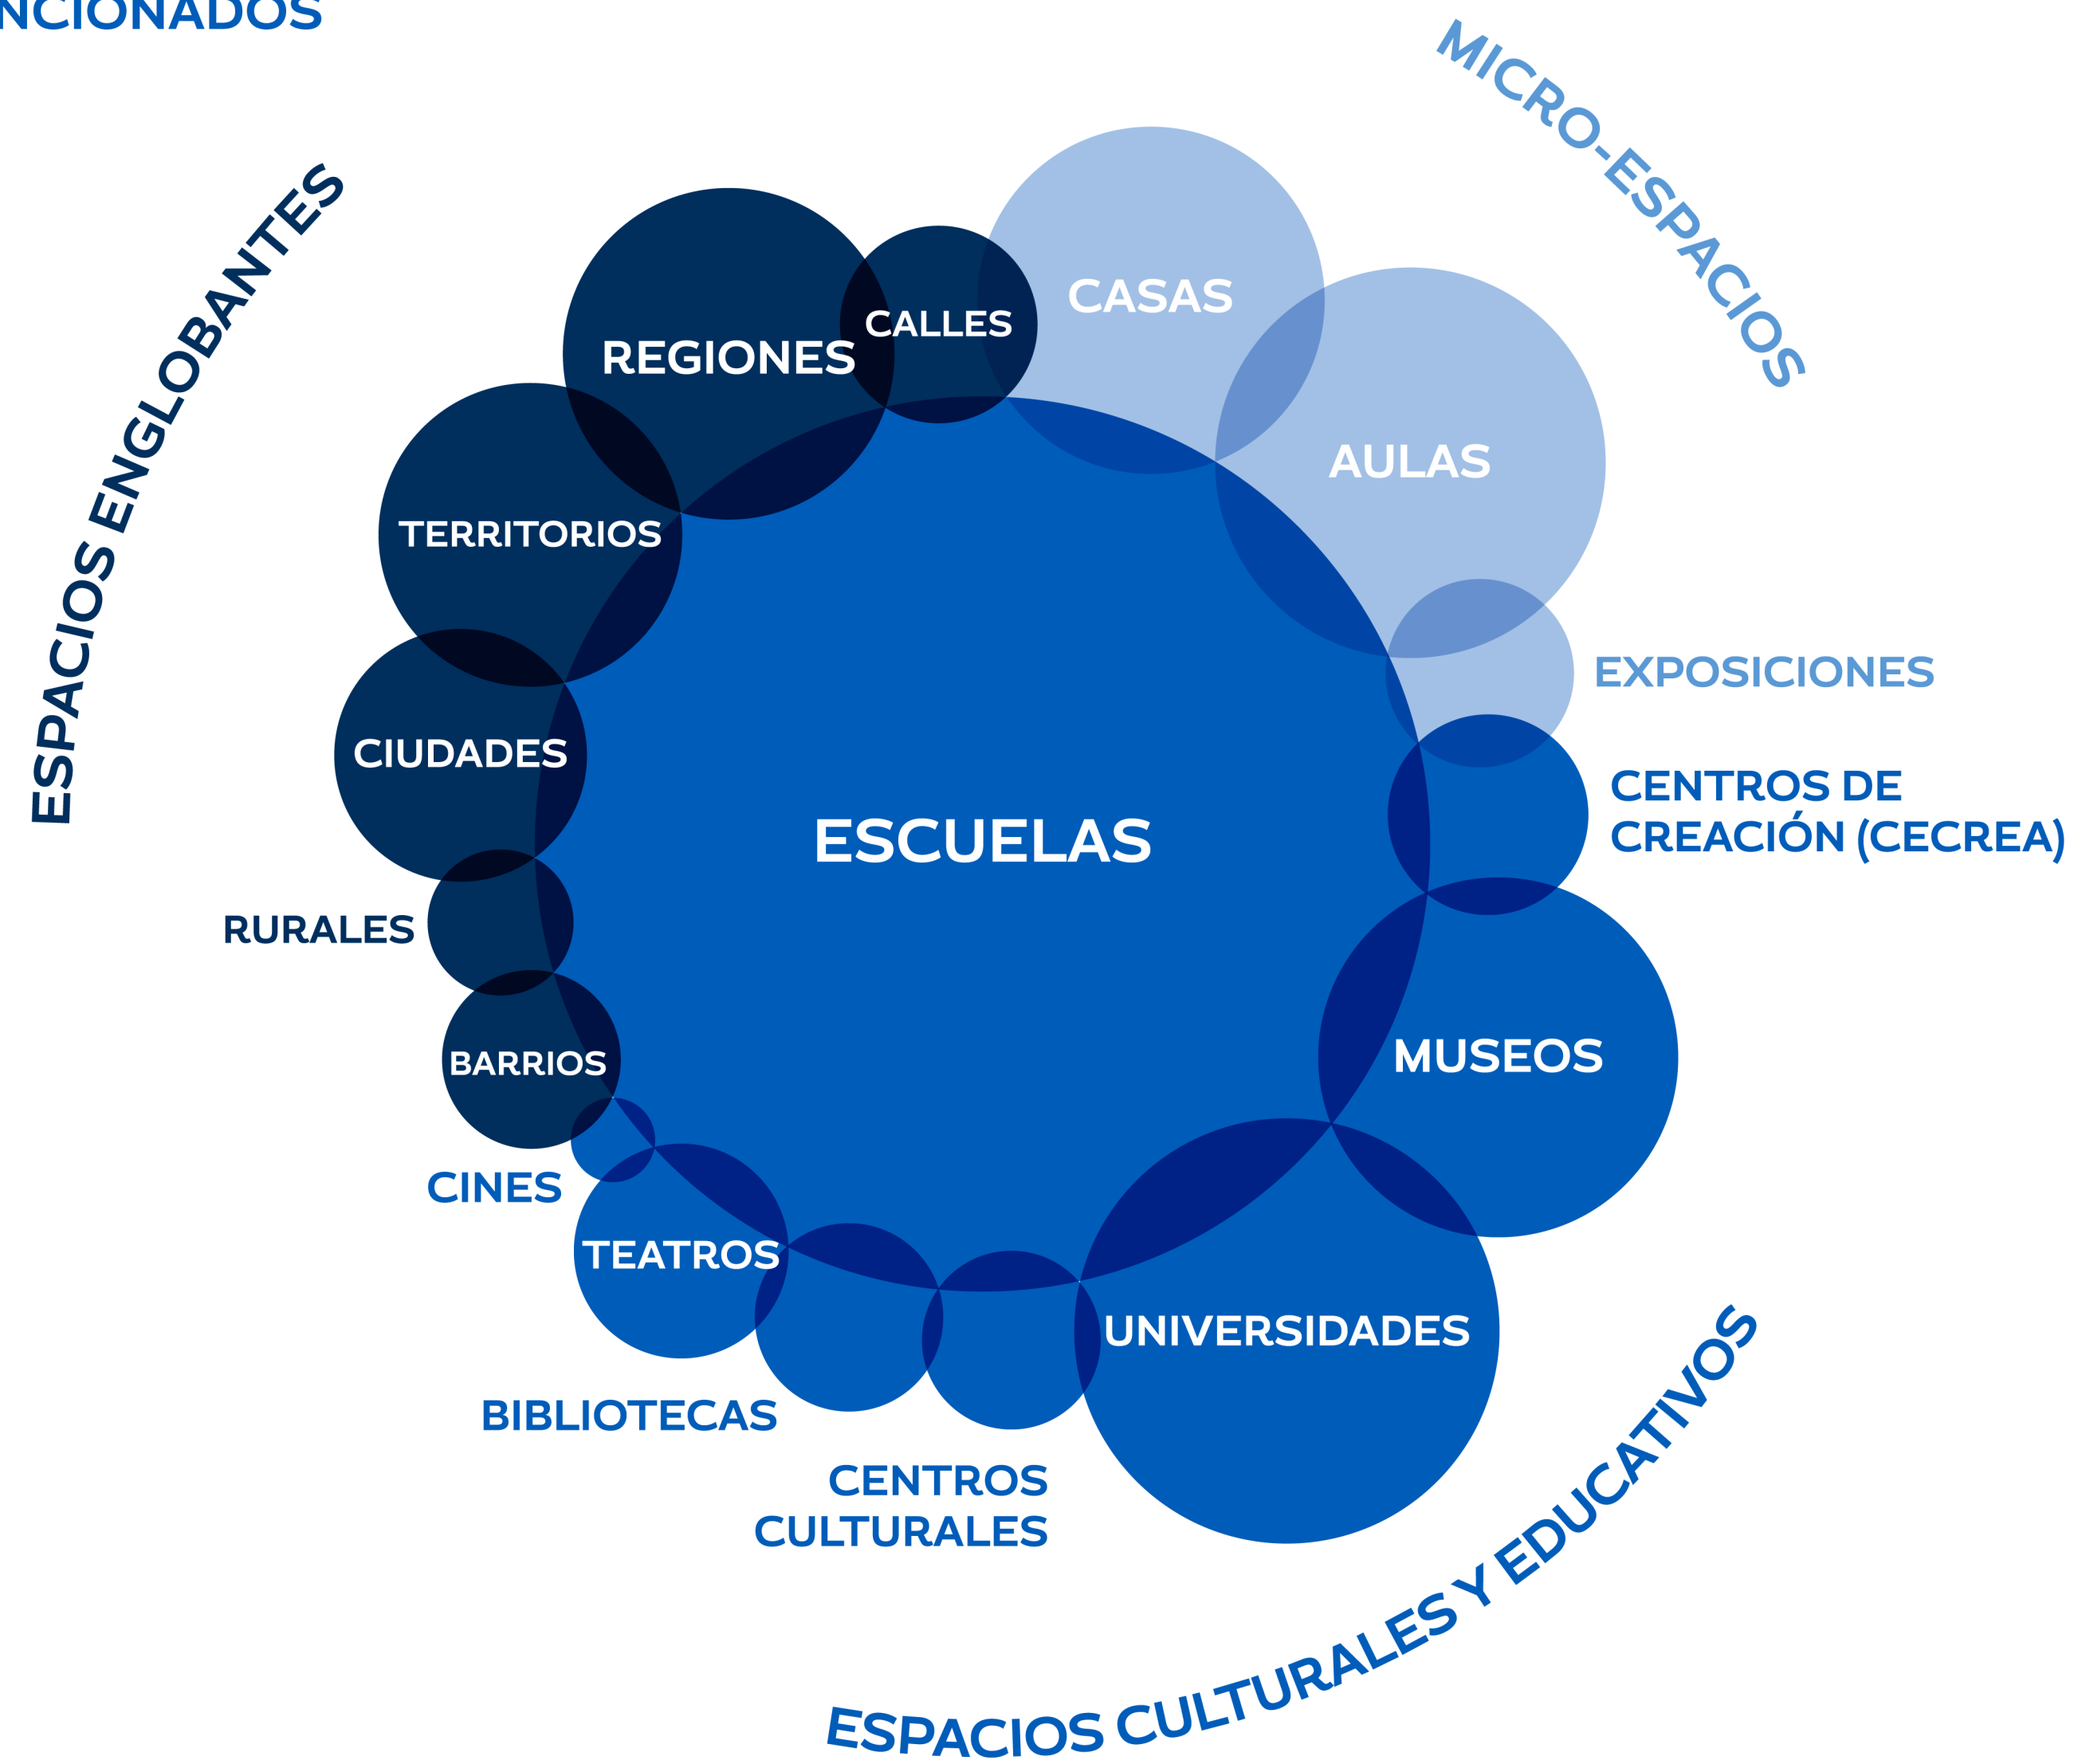 NCIONADOS
MICRO-ESPACIOS
ESPACIOS ENGLOBANTES
CASAS
CALLES
REGIONES
AULAS
TERRITORIOS
EXPOSICIONES
CIUDADES
CENTROS DE
CREACIÓN (CECREA)
ESCUELAS
RURALES
MUSEOS
BARRIOS
CINES
TEATROS
UNIVERSIDADES
BIBLIOTECAS
CENTROS
CULTURALES
ESPACIOS CULTURALES Y EDUCATIVOS